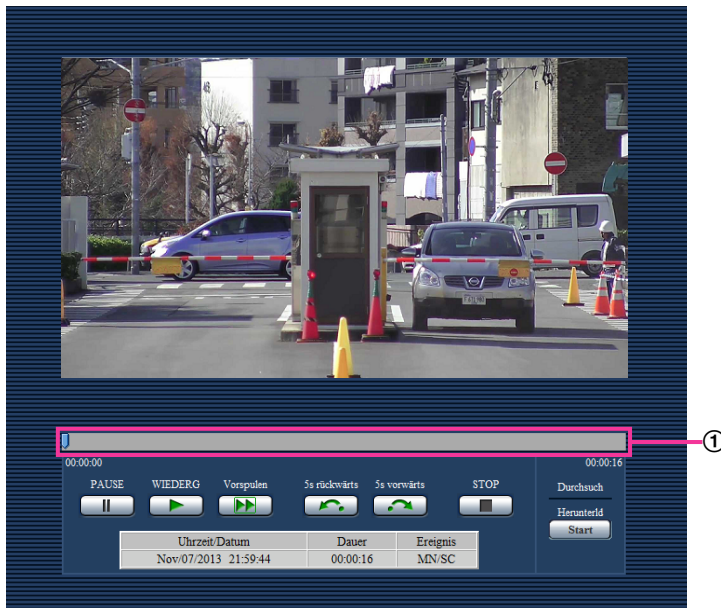 ①
00:00:00
00:00:16
PAUSE
WIEDERG
Vorspulen
5s rückwärts
5s vorwärts
STOP
Durchsuch
Herunterld
Start
Uhrzeit/Datum Dauer Ereignis
Nov/07/2013 21:59:44 00:00:16 MN/SC